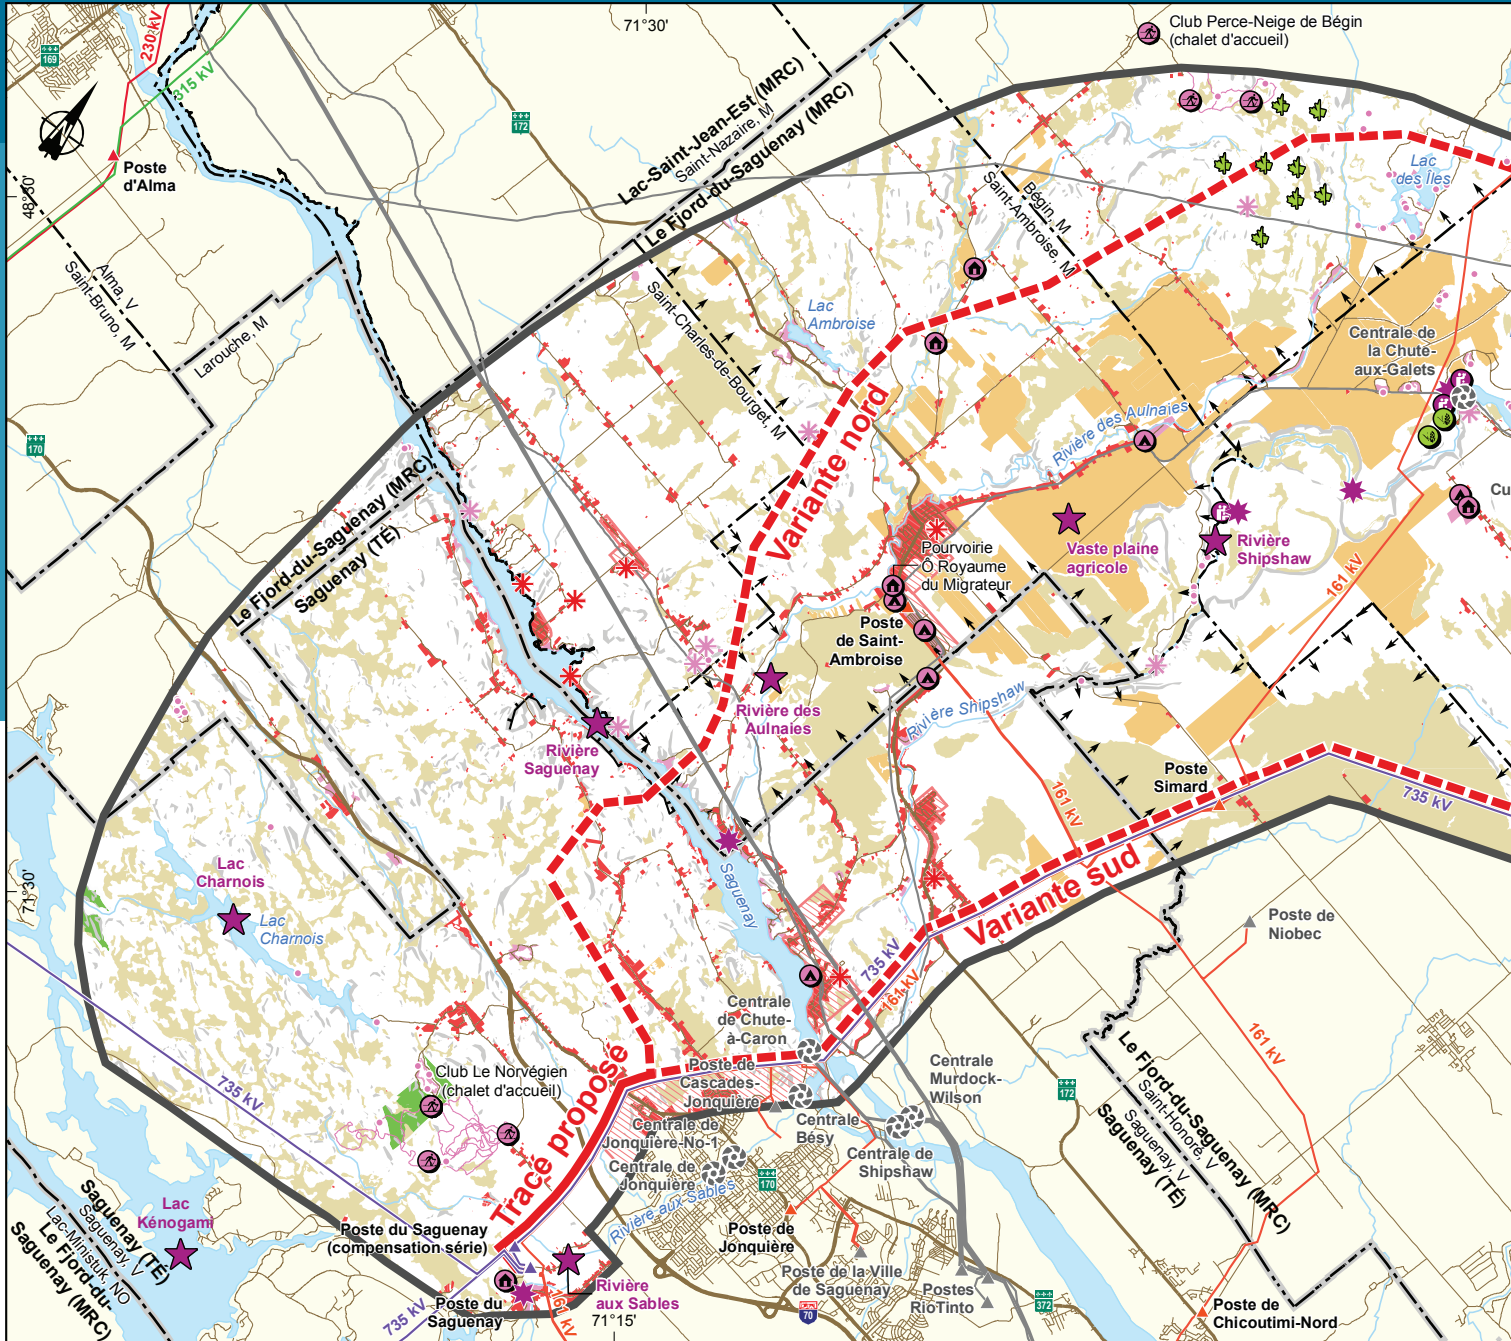 71°30'
Club Perce-Neige de Bégin
(chalet d'accueil)
169
230 kV
315 kV
172
Poste
d'Alma
48°30'
Lac-Saint-Jean-Est (MRC)
Saint-Nazaire, M
Le Fjord-du-Saguenay (MRC)
Bégin, M
Saint-Ambroise, M
Lac
des Îles
Alma, V
Saint-Bruno, M
Larouche, M
Saint-Charles-de-Bourget, M
Lac
Ambroise
Centrale de
la Chute-
aux-Galets
Variante nord
Rivière des Aulnaies
170
Le Fjord-du-Saguenay (MRC)
Saguenay (TÉ)
Cu
Pourvoirie
Ô Royaume
du Migrateur
Vaste plaine
agricole
Rivière
Shipshaw
161 kV
Poste
de Saint-
Ambroise
Rivière des
Aulnaies
Rivière Shipshaw
Rivière
Saguenay
Poste
Simard
161 kV
735 kV
Saguenay
Variante sud
71°30'
Lac
Charnois
Lac
Charnois
Poste de
Niobec
735 kV
161 kV
Centrale
de Chute-
à-Caron
Centrale
Murdock-
Wilson
161 kV
735 kV
Club Le Norvégien
(chalet d'accueil)
Poste de
Cascades-
Jonquière
Tracé proposé
Centrale de
Jonquière-No-1
Centrale
Bésy
Centrale de
Jonquière
Centrale de
Shipshaw
172
170
Le Fjord-du-Saguenay (MRC)
Saint-Honoré, V
Saguenay, V
Saguenay (TÉ)
Lac
Kénogami
Saguenay (TÉ)
Saguenay, V
Lac-Ministuk, NO
Le Fjord-du-
Saguenay (MRC)
Poste du Saguenay
(compensation série)
Rivière aux Sables
Poste de
Jonquière
Poste de la Ville
de Saguenay
Postes
RioTinto
Rivière
aux Sables
Poste du
Saguenay
735 kV
161 kV
70
372
Poste de
Chicoutimi-Nord
71°15'